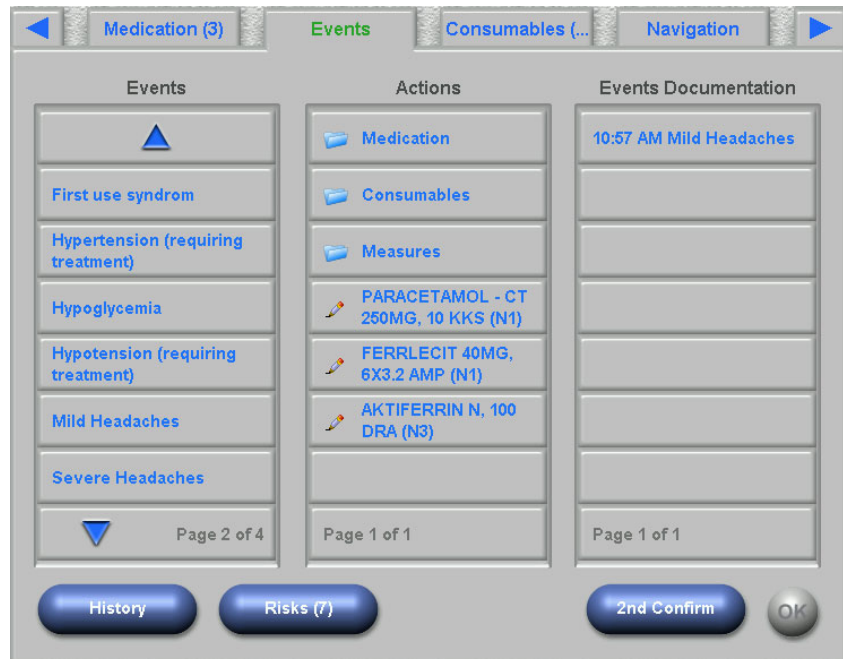 Medication (3)
Events
Consumables (...
Navigation
Events
Actions
Events Documentation
First use syndrom
Hypertension (requiring
treatment)
Hypoglycemia
Hypotension (requiring
treatment)
Mild Headaches
Severe Headaches
Page 2 of 4
Medication
Consumables
Measures
PARACETAMOL - CT
250MG, 10 KKS (N1)
FERRLECIT 40MG,
6X3.2 AMP (N1)
AKTIFERRIN N, 100
DRA (N3)
Page 1 of 1
10:57 AM Mild Headaches
Page 1 of 1
History
Risks (7)
2nd Confirm
OK